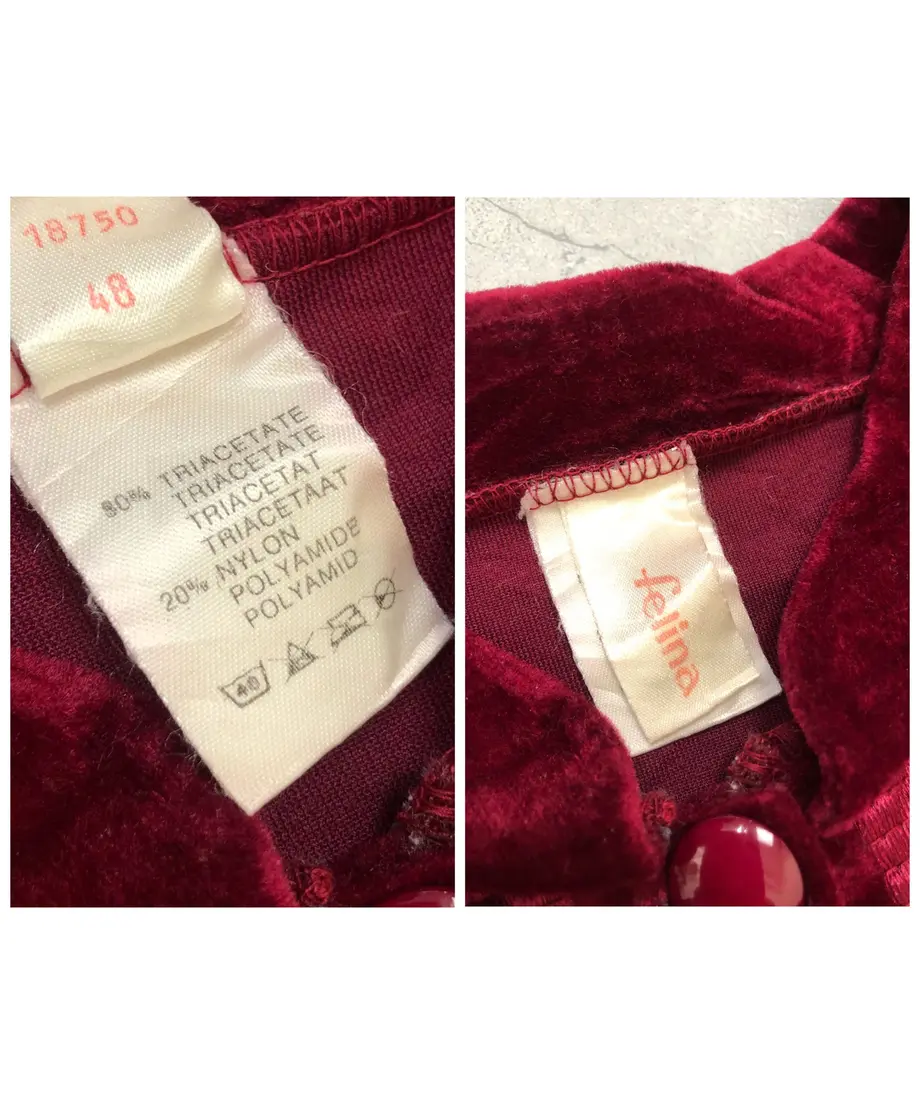 18750
48
80% TRIACETATE
TRIACETATE
TRIACETAT
TRIACETAAT
20% NYLON
POLYAMIDE
POLYAMID
40
felina